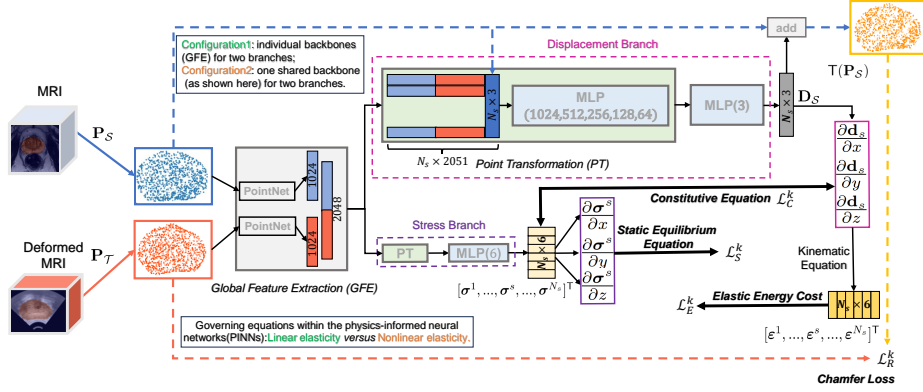 Configuration1: individual backbones
(GFE) for two branches;
Configuration2: one shared backbone
(as shown here) for two branches.
Displacement Branch
add
T(P_S)
MRI
P_S
N_s × 3
MLP
(1024,512,256,128,64)
MLP(3)
N_s × 3
D_S
N_s × 2051
Point Transformation (PT)
∂d_s
∂x
∂d_s
∂y
∂d_s
∂z
PointNet
1024
2048
PointNet
1024
Global Feature Extraction (GFE)
Deformed
MRI
P_T
Stress Branch
PT
MLP(6)
N_s × 6
[σ^1, ..., σ^s, ..., σ^{N_s}]^T
∂σ^s
∂x
∂σ^s
∂y
∂σ^s
∂z
Constitutive Equation L_C^k
Static Equilibrium
Equation
L_S^k
Kinematic
Equation
Elastic Energy Cost
L_E^k
N_s × 6
[ε^1, ..., ε^s, ..., ε^{N_s}]^T
Governing equations within the physics-informed neural
networks(PINNs):Linear elasticity versus Nonlinear elasticity.
L_R^k
Chamfer Loss